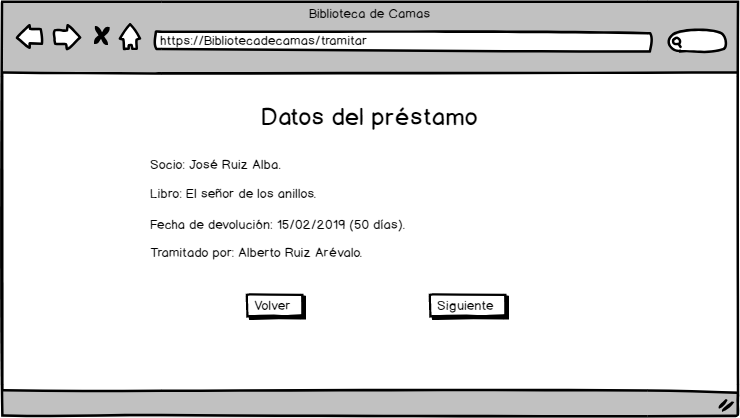 Biblioteca de Camas
https://Bibliotecadecamas/tramitar
Datos del préstamo
Socio: José Ruiz Alba.
Libro: El señor de los anillos.
Fecha de devolución: 15/02/2019 (50 días).
Tramitado por: Alberto Ruiz Arévalo.
Volver
Siguiente